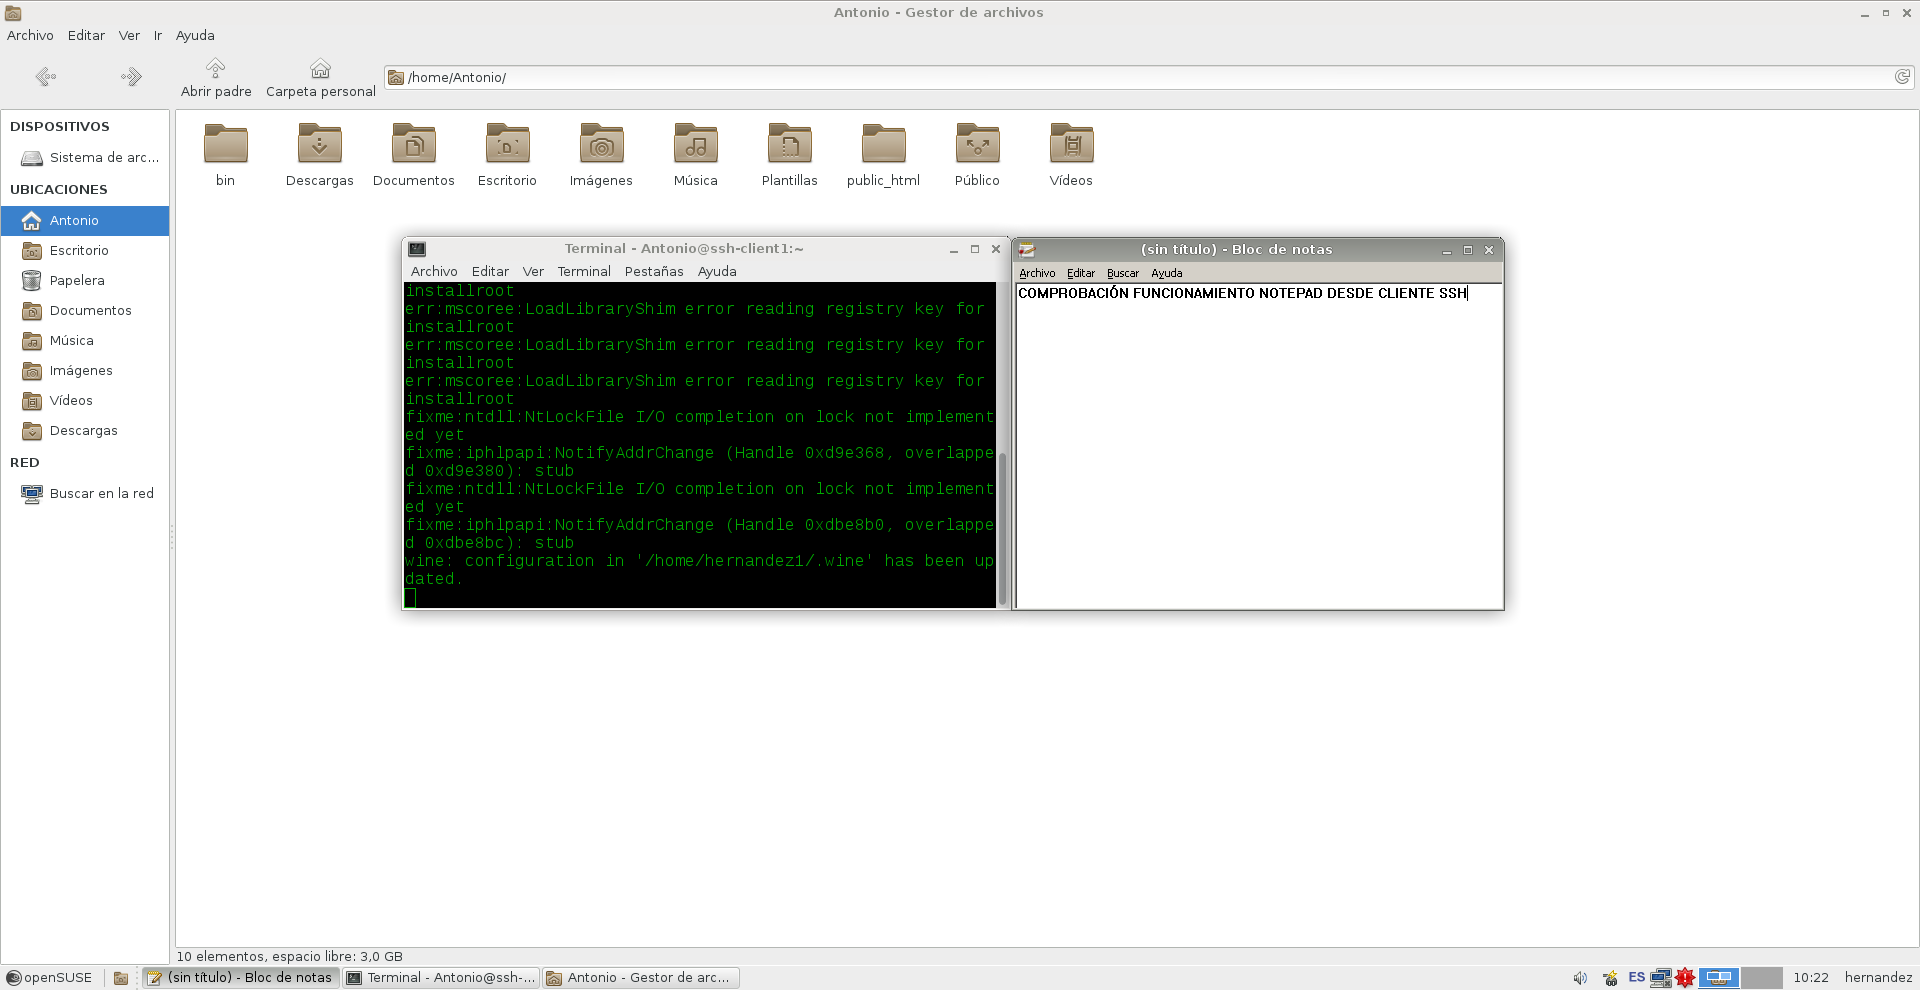 Antonio - Gestor de archivos
Archivo Editar Ver Ir Ayuda
Abrir padre Carpeta personal /home/Antonio/
DISPOSITIVOS
Sistema de arc...
UBICACIONES
Antonio
Escritorio
Papelera
Documentos
Música
Imágenes
Vídeos
Descargas
RED
Buscar en la red
bin Descargas Documentos Escritorio Imágenes Música Plantillas public_html Público Vídeos
Terminal - Antonio@ssh-client1:~
Archivo Editar Ver Terminal Pestañas Ayuda
installroot
err:mscoree:LoadLibraryShim error reading registry key for
installroot
err:mscoree:LoadLibraryShim error reading registry key for
installroot
err:mscoree:LoadLibraryShim error reading registry key for
installroot
fixme:ntdll:NtLockFile I/O completion on lock not implement
ed yet
fixme:iphlpapi:NotifyAddrChange (Handle 0xd9e368, overlappe
d 0xd9e380): stub
fixme:ntdll:NtLockFile I/O completion on lock not implement
ed yet
fixme:iphlpapi:NotifyAddrChange (Handle 0xdbe8b0, overlappe
d 0xdbe8bc): stub
wine: configuration in '/home/hernandez1/.wine' has been up
dated.
(sin título) - Bloc de notas
Archivo Editar Buscar Ayuda
COMPROBACIÓN FUNCIONAMIENTO NOTEPAD DESDE CLIENTE SSH
10 elementos, espacio libre: 3,0 GB
openSUSE (sin título) - Bloc de notas Terminal - Antonio@ssh-... Antonio - Gestor de arc... ES 10:22 hernandez